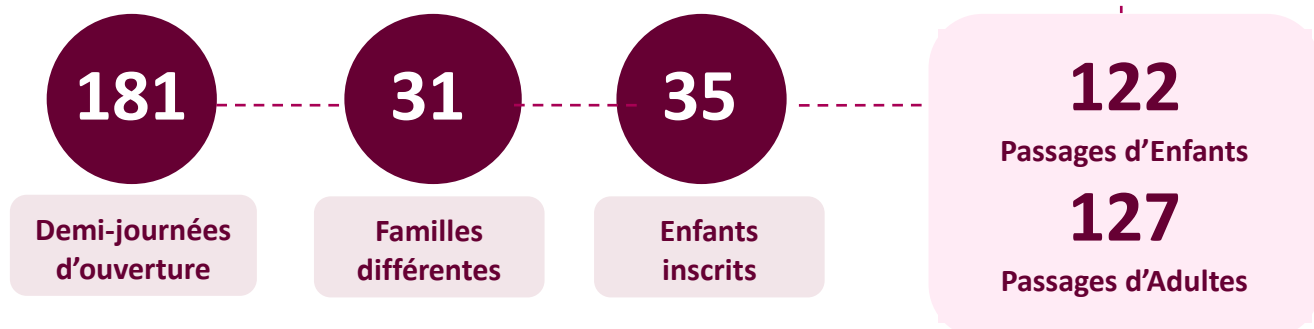 181
Demi-journées
d’ouverture
31
Familles
différentes
35
Enfants
inscrits
122
Passages d’Enfants
127
Passages d’Adultes